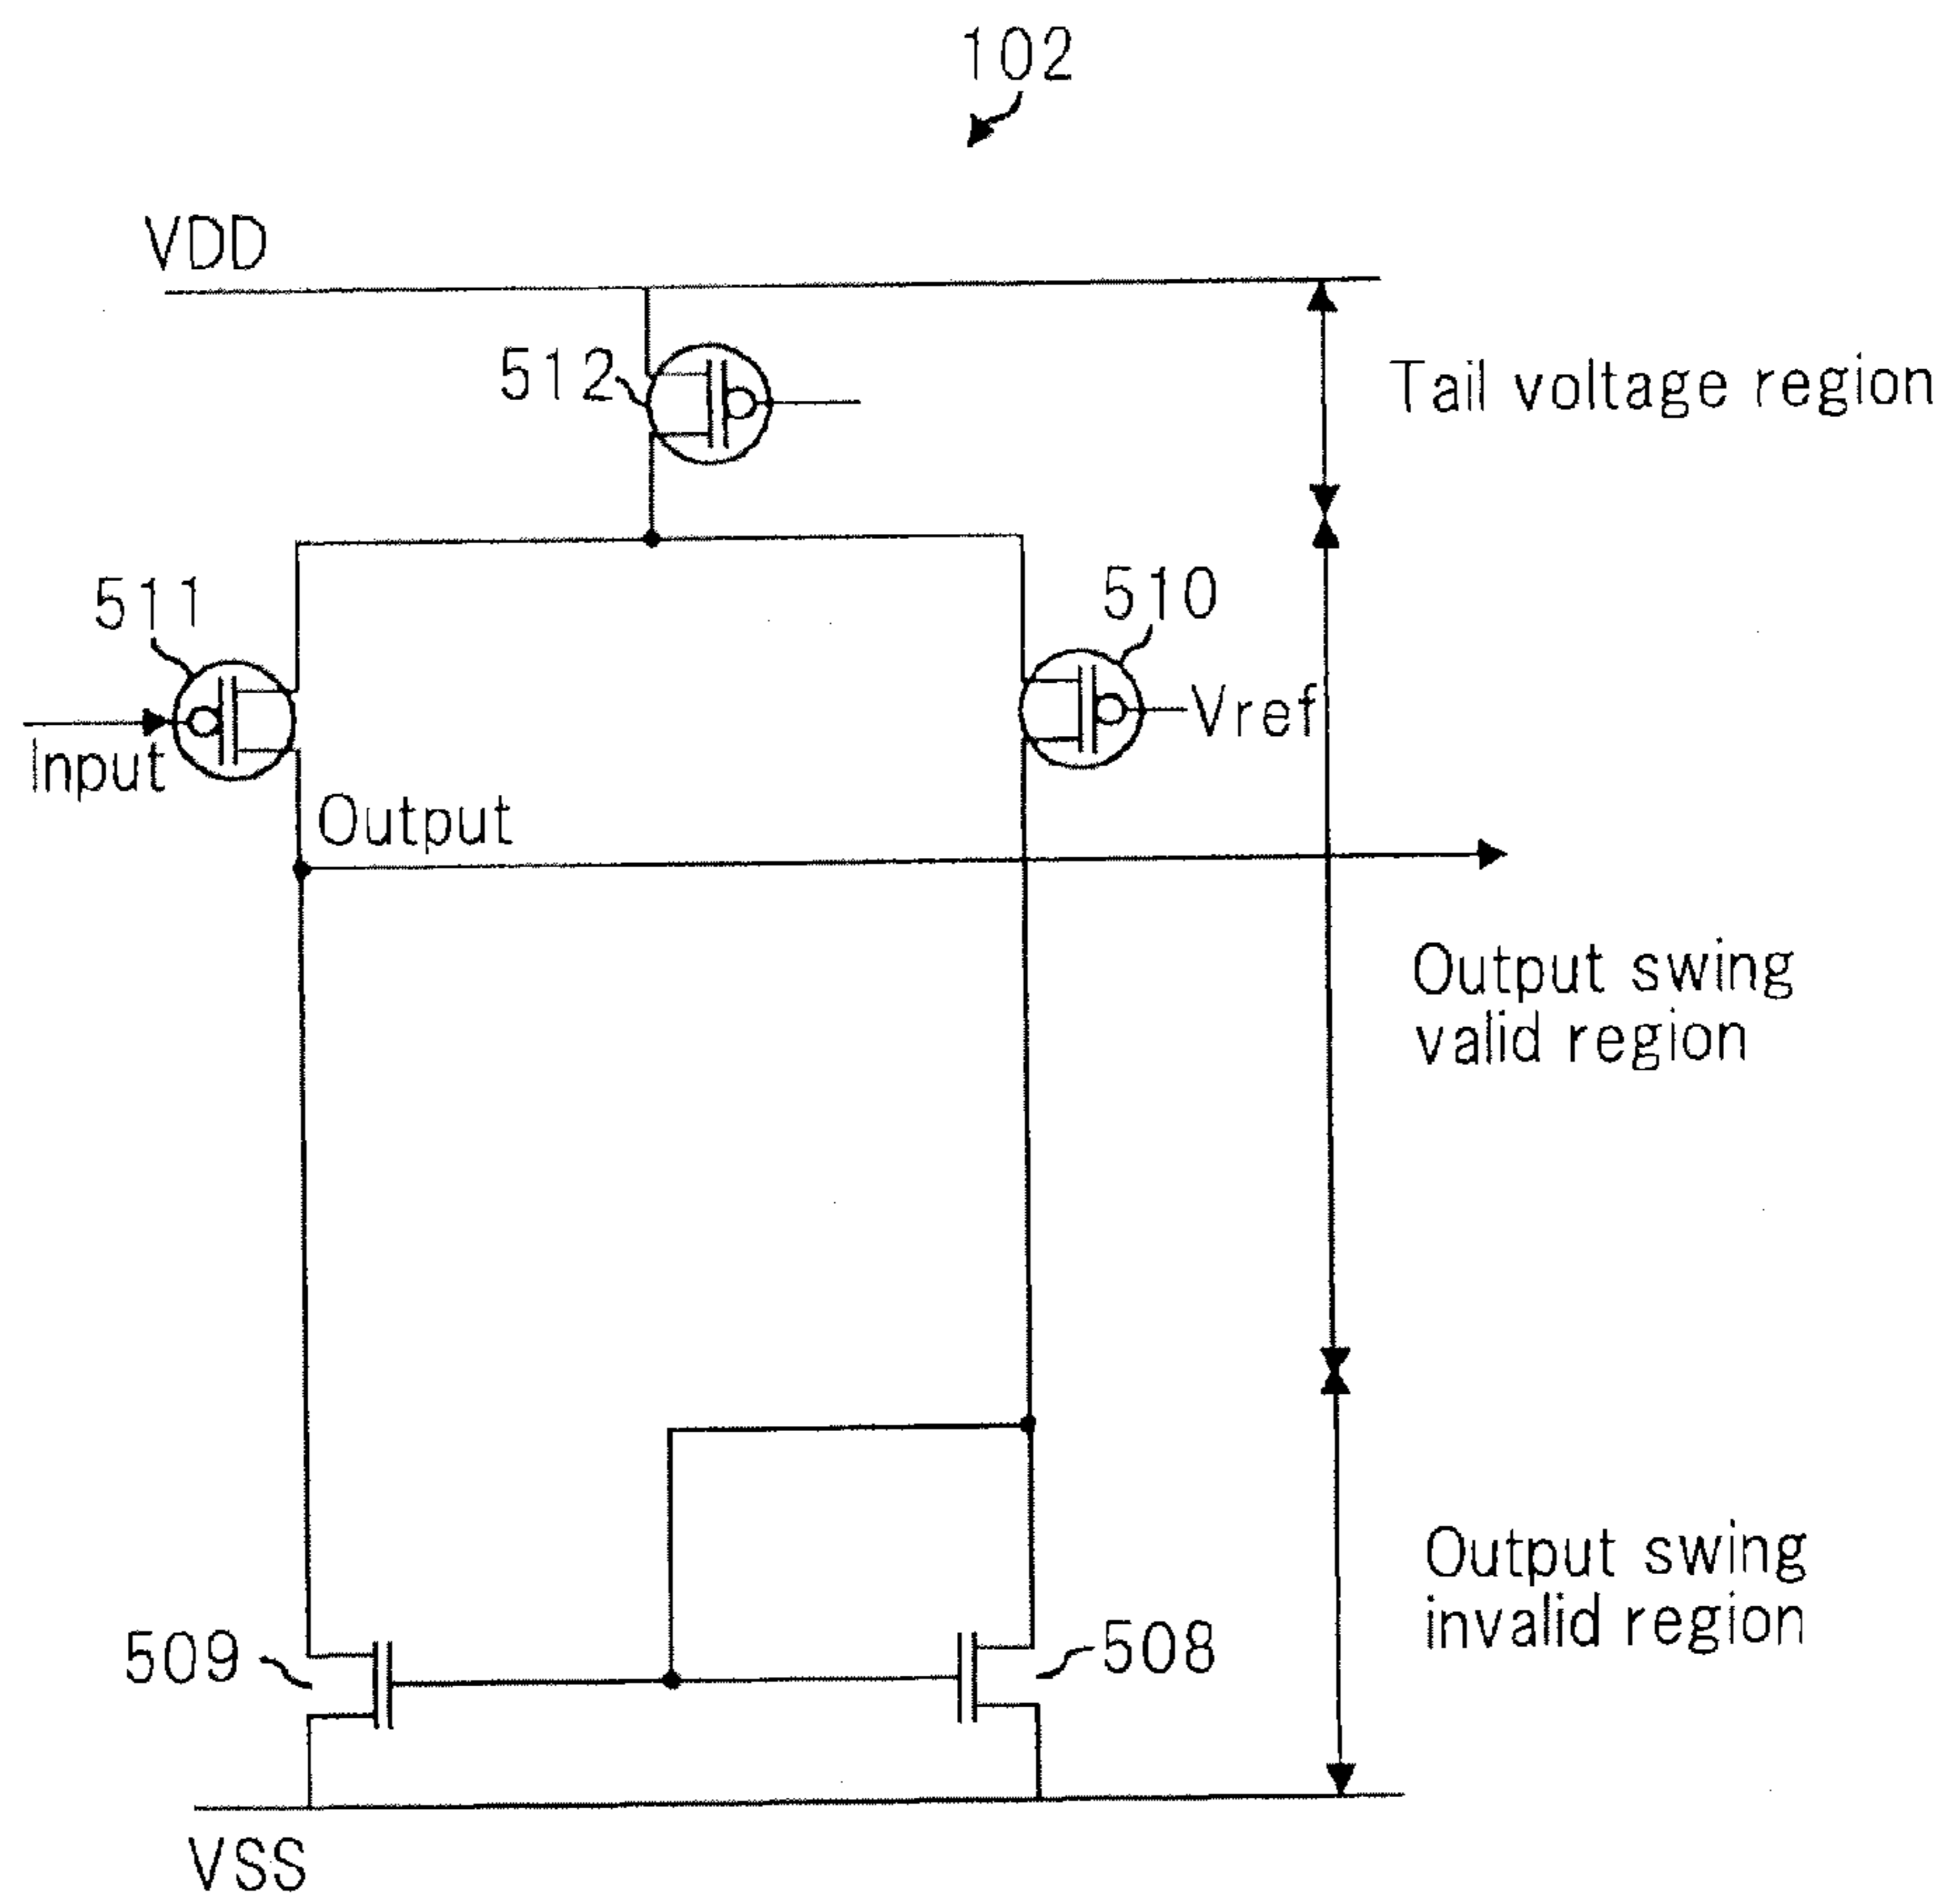 102
VDD
512
Tail voltage region
511
510
Vref
Input
Output
Output swing
valid region
Output swing
invalid region
509
508
VSS